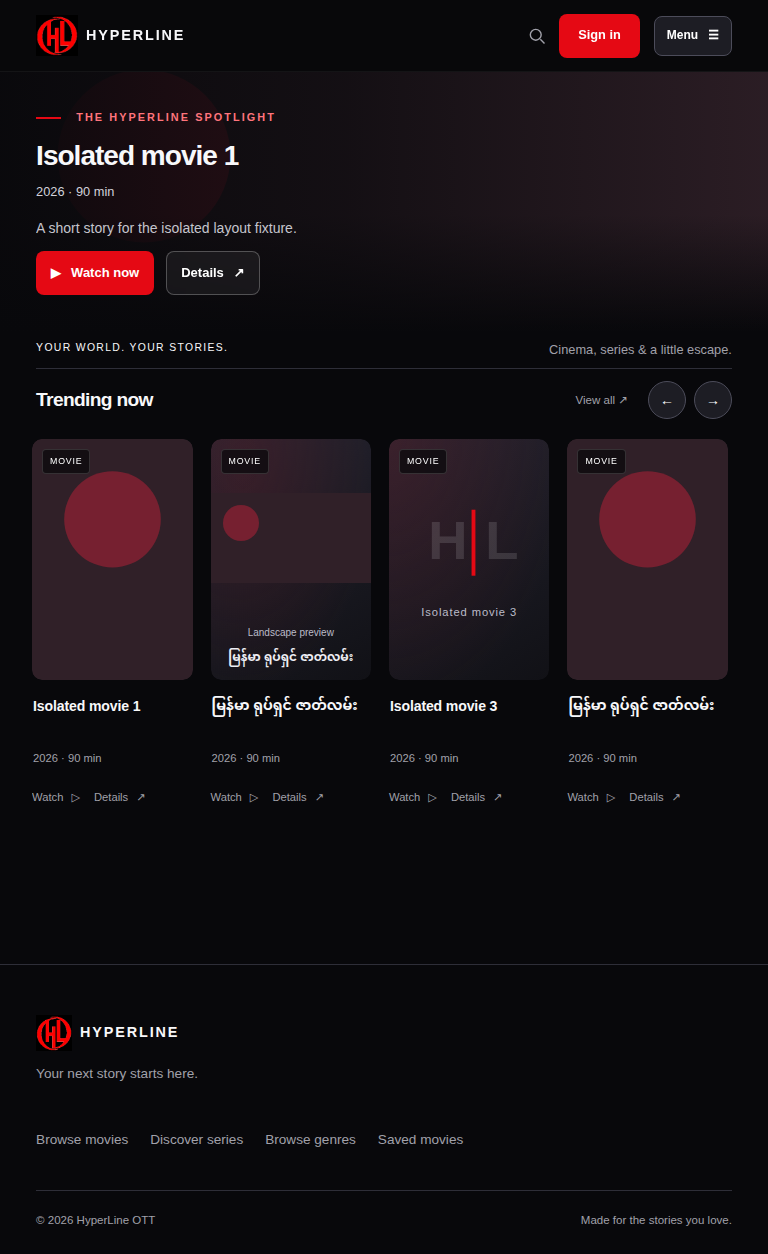 HYPERLINE
Sign in
Menu ☰
THE HYPERLINE SPOTLIGHT
Isolated movie 1
2026 · 90 min
A short story for the isolated layout fixture.
▶ Watch now
Details ↗
YOUR WORLD. YOUR STORIES.
Cinema, series & a little escape.
Trending now
View all ↗
← →
MOVIE
MOVIE
Landscape preview
မြန်မာ ရုပ်ရှင် ဇာတ်လမ်း
MOVIE
H|L
Isolated movie 3
MOVIE
Isolated movie 1
မြန်မာ ရုပ်ရှင် ဇာတ်လမ်း
Isolated movie 3
မြန်မာ ရုပ်ရှင် ဇာတ်လမ်း
2026 · 90 min
2026 · 90 min
2026 · 90 min
2026 · 90 min
Watch ▷ Details ↗
Watch ▷ Details ↗
Watch ▷ Details ↗
Watch ▷ Details ↗
HYPERLINE
Your next story starts here.
Browse movies
Discover series
Browse genres
Saved movies
© 2026 HyperLine OTT
Made for the stories you love.